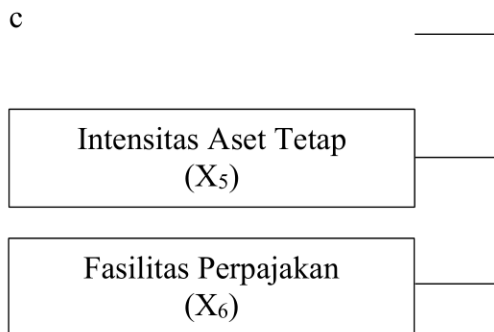 c
Intensitas Aset Tetap
(X₅)
Fasilitas Perpajakan
(X₆)